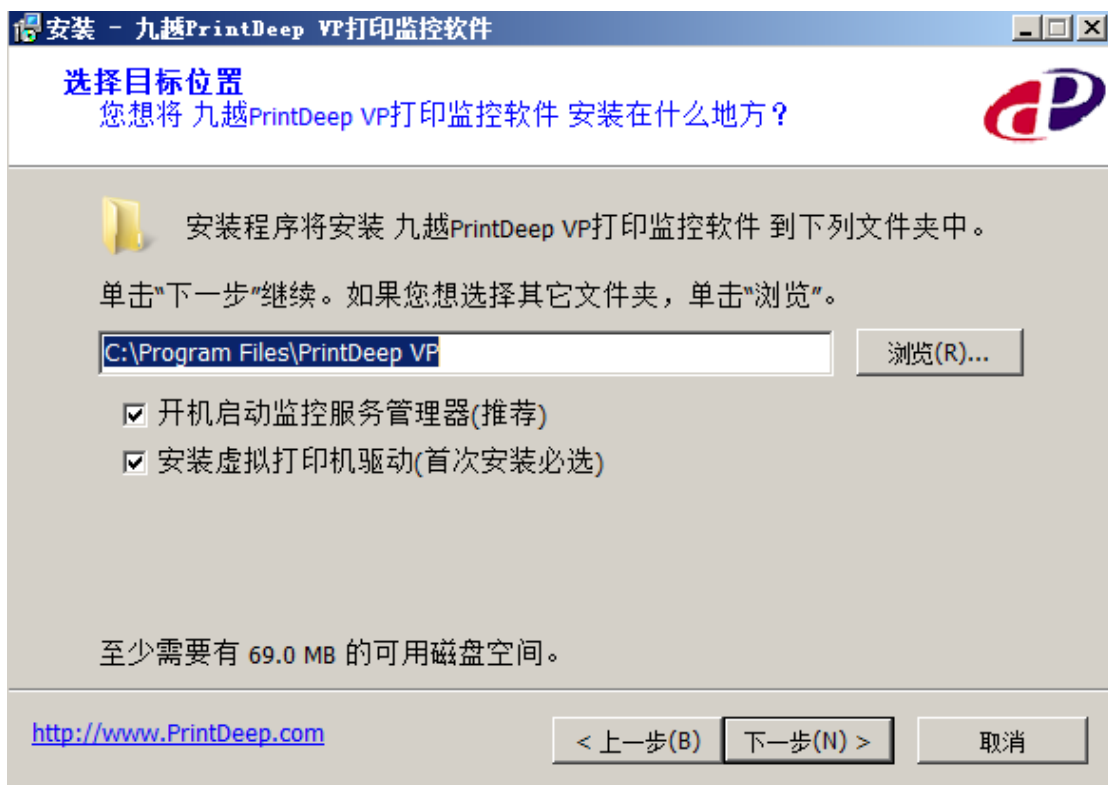 安装 - 九越PrintDeep VP打印监控软件
选择目标位置
您想将 九越PrintDeep VP打印监控软件 安装在什么地方？
安装程序将安装 九越PrintDeep VP打印监控软件 到下列文件夹中。
单击“下一步”继续。如果您想选择其它文件夹，单击“浏览”。
C:\Program Files\PrintDeep VP
浏览(R)...
开机启动监控服务管理器(推荐)
安装虚拟打印机驱动(首次安装必选)
至少需要有 69.0 MB 的可用磁盘空间。
http://www.PrintDeep.com
< 上一步(B)
下一步(N) >
取消